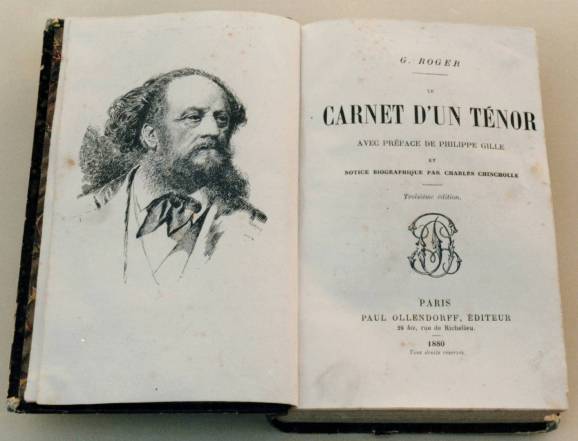 G. ROGER
LE
CARNET D'UN TÉNOR
AVEC PRÉFACE DE PHILIPPE GILLE
ET
NOTICE BIOGRAPHIQUE PAR CHARLES CHINCHOLLE
Troisième édition.
PARIS
PAUL OLLENDORFF, ÉDITEUR
28 bis, rue de Richelieu.
1880
Tous droits réservés.